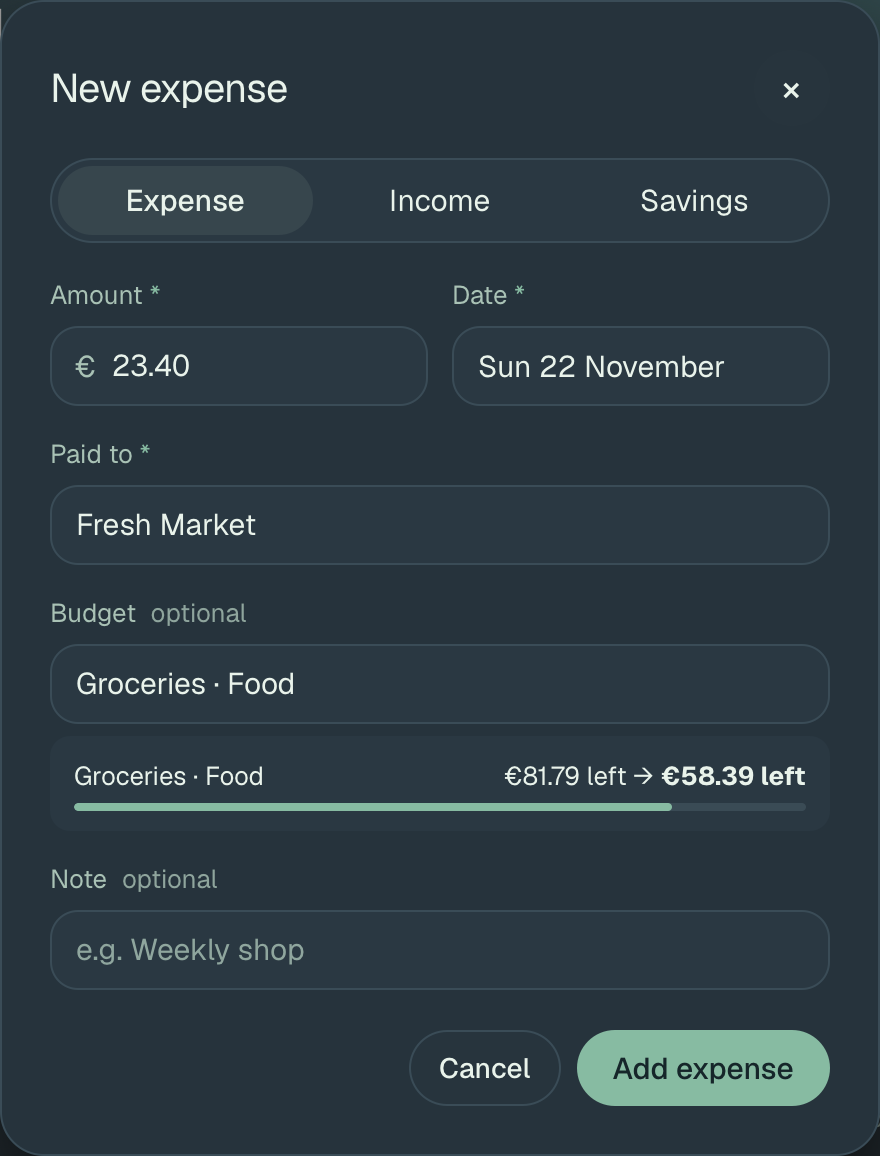 New expense ×
Expense Income Savings
Amount * Date *
€ 23.40 Sun 22 November
Paid to *
Fresh Market
Budget optional
Groceries · Food
Groceries · Food €81.79 left → €58.39 left
Note optional
e.g. Weekly shop
Cancel Add expense